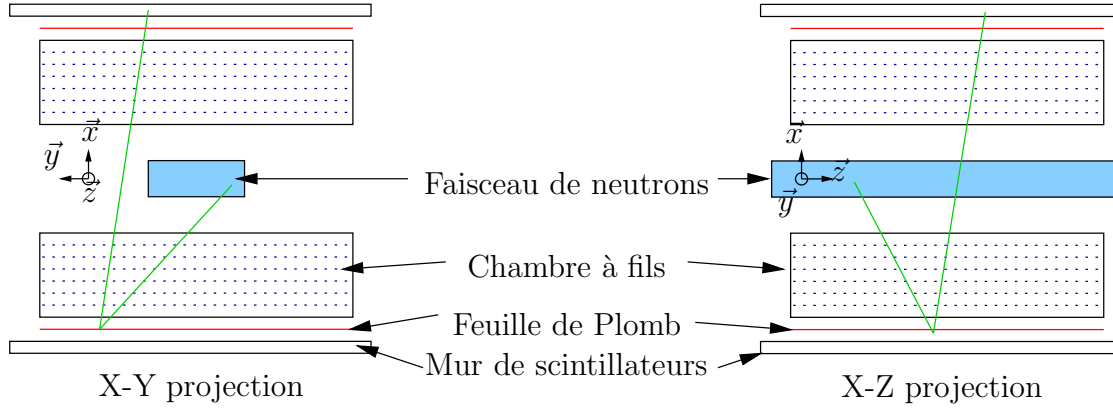 x⃗
y⃗
z⃗
x⃗
z⃗
y⃗
Faisceau de neutrons
Chambre à fils
Feuille de Plomb
Mur de scintillateurs
X-Y projection
X-Z projection